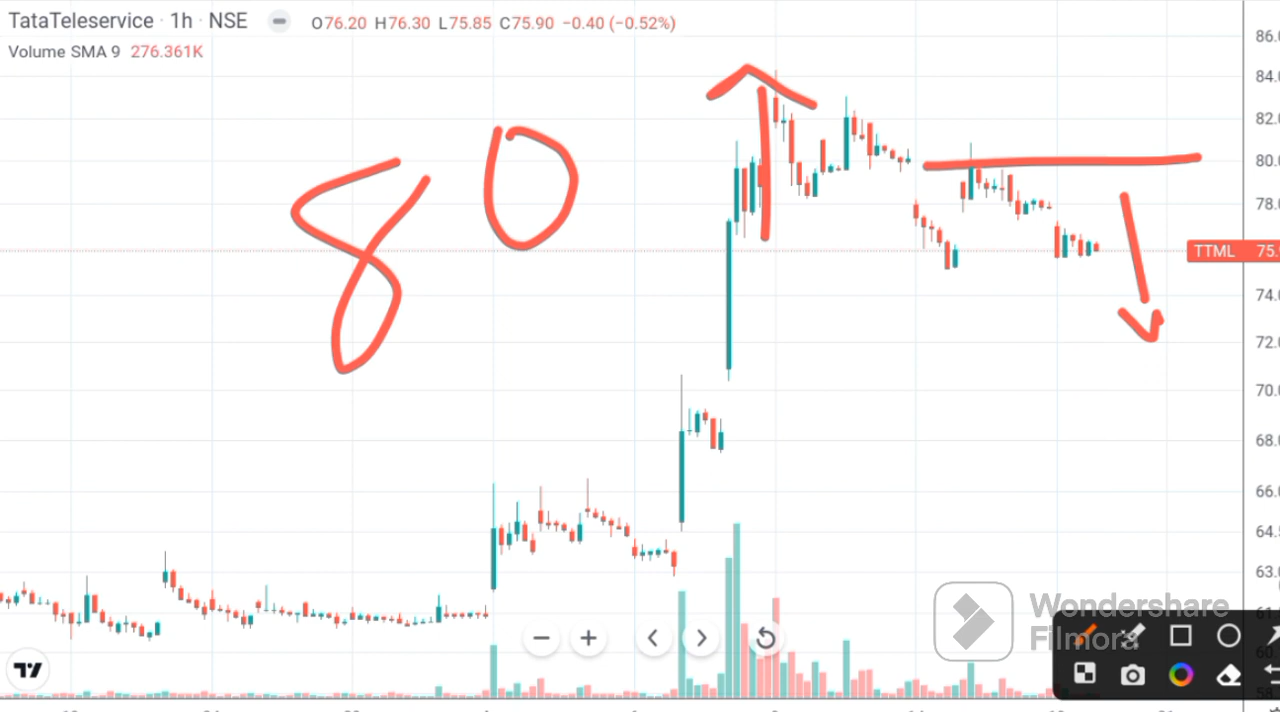 TataTeleservice · 1h · NSE O76.20 H76.30 L75.85 C75.90 −0.40 (−0.52%)
Volume SMA 9 276.361K
80
86.0
84.0
82.0
80.0
78.0
TTML 75.9
74.0
72.0
70.0
68.0
66.0
64.5
63.0
Wondershare
Filmora